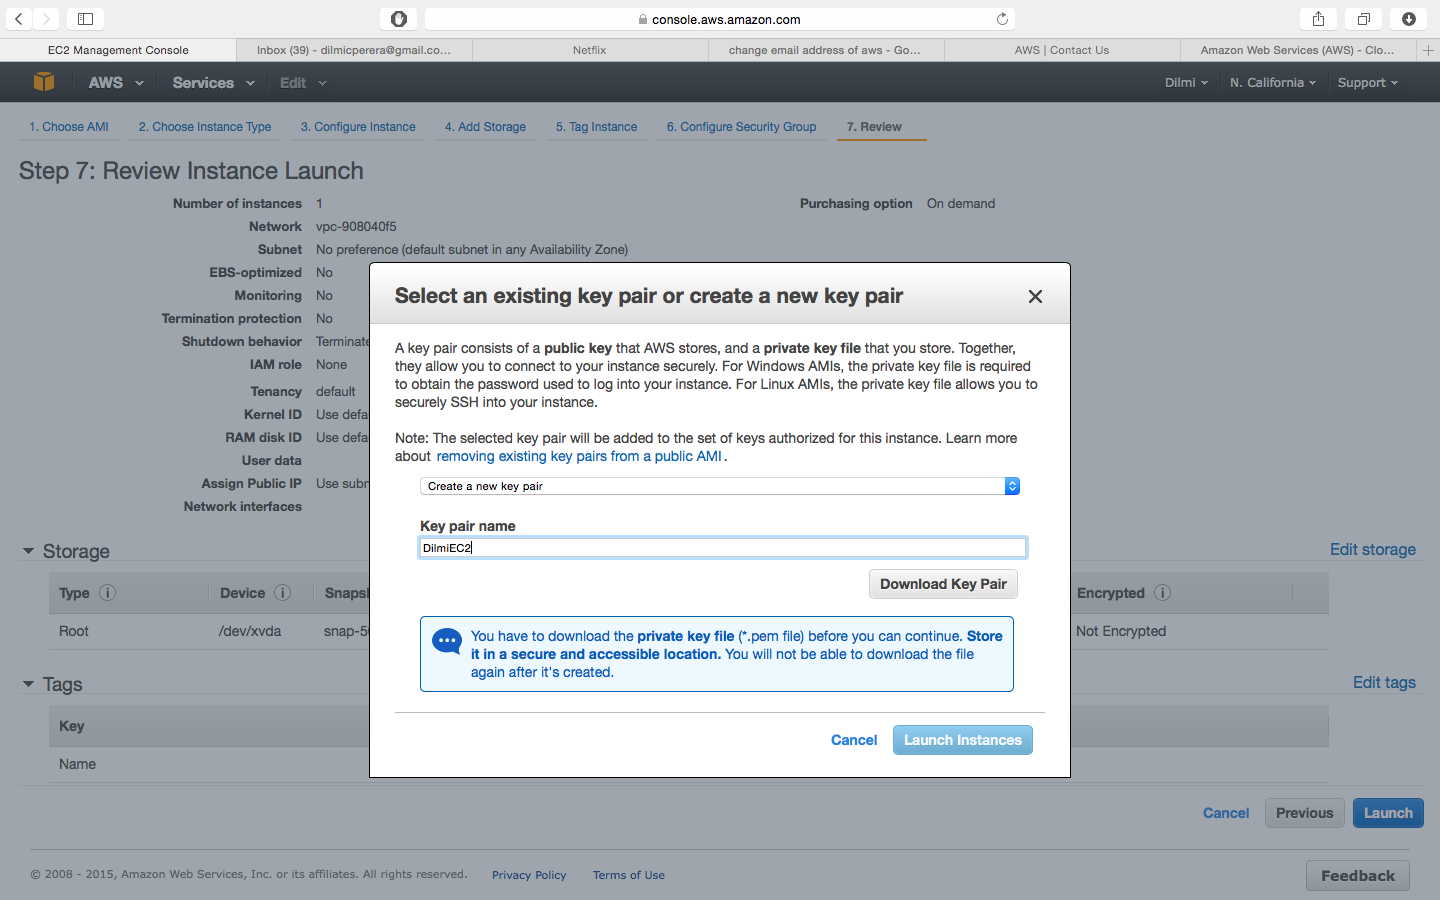 console.aws.amazon.com
EC2 Management Console
Inbox (39) - dilmicperera@gmail.co...
Netflix
change email address of aws - Go...
AWS | Contact Us
Amazon Web Services (AWS) - Clo...
AWS
Services
Edit
Dilmi
N. California
Support
1. Choose AMI
2. Choose Instance Type
3. Configure Instance
4. Add Storage
5. Tag Instance
6. Configure Security Group
7. Review
Step 7: Review Instance Launch
Number of instances 1
Purchasing option On demand
Network vpc-908040f5
Subnet No preference (default subnet in any Availability Zone)
EBS-optimized No
Monitoring No
Termination protection No
Shutdown behavior Terminate
IAM role None
Tenancy default
Kernel ID Use defa
RAM disk ID Use defa
User data
Assign Public IP Use subn
Network interfaces
Select an existing key pair or create a new key pair
A key pair consists of a public key that AWS stores, and a private key file that you store. Together,
they allow you to connect to your instance securely. For Windows AMIs, the private key file is required
to obtain the password used to log into your instance. For Linux AMIs, the private key file allows you to
securely SSH into your instance.
Note: The selected key pair will be added to the set of keys authorized for this instance. Learn more
about removing existing key pairs from a public AMI .
Create a new key pair
Key pair name
DilmiEC2
Download Key Pair
You have to download the private key file (*.pem file) before you can continue. Store
it in a secure and accessible location. You will not be able to download the file
again after it's created.
Cancel
Launch Instances
Storage
Edit storage
Type
Device
Snapsh
Encrypted
Root
/dev/xvda
snap-50
Not Encrypted
Tags
Edit tags
Key
Name
Cancel
Previous
Launch
© 2008 - 2015, Amazon Web Services, Inc. or its affiliates. All rights reserved.
Privacy Policy
Terms of Use
Feedback